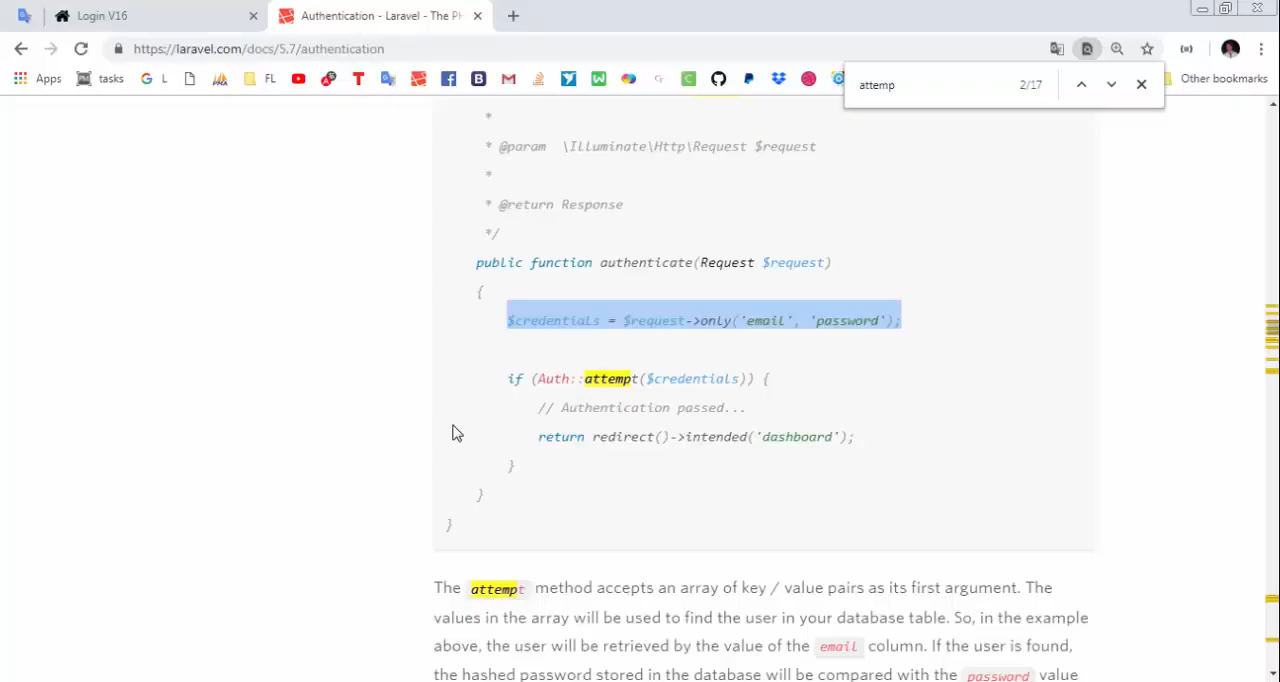 Login V16
Authentication - Laravel - The PH
https://laravel.com/docs/5.7/authentication
Apps
tasks
L
FL
Other bookmarks
attemp
2/17
*
* @param \Illuminate\Http\Request $request
*
* @return Response
*/
public function authenticate(Request $request)
{
$credentials = $request->only('email', 'password');
if (Auth::attempt($credentials)) {
// Authentication passed...
return redirect()->intended('dashboard');
}
}
}
The attempt method accepts an array of key / value pairs as its first argument. The
values in the array will be used to find the user in your database table. So, in the example
above, the user will be retrieved by the value of the email column. If the user is found,
the hashed password stored in the database will be compared with the password value